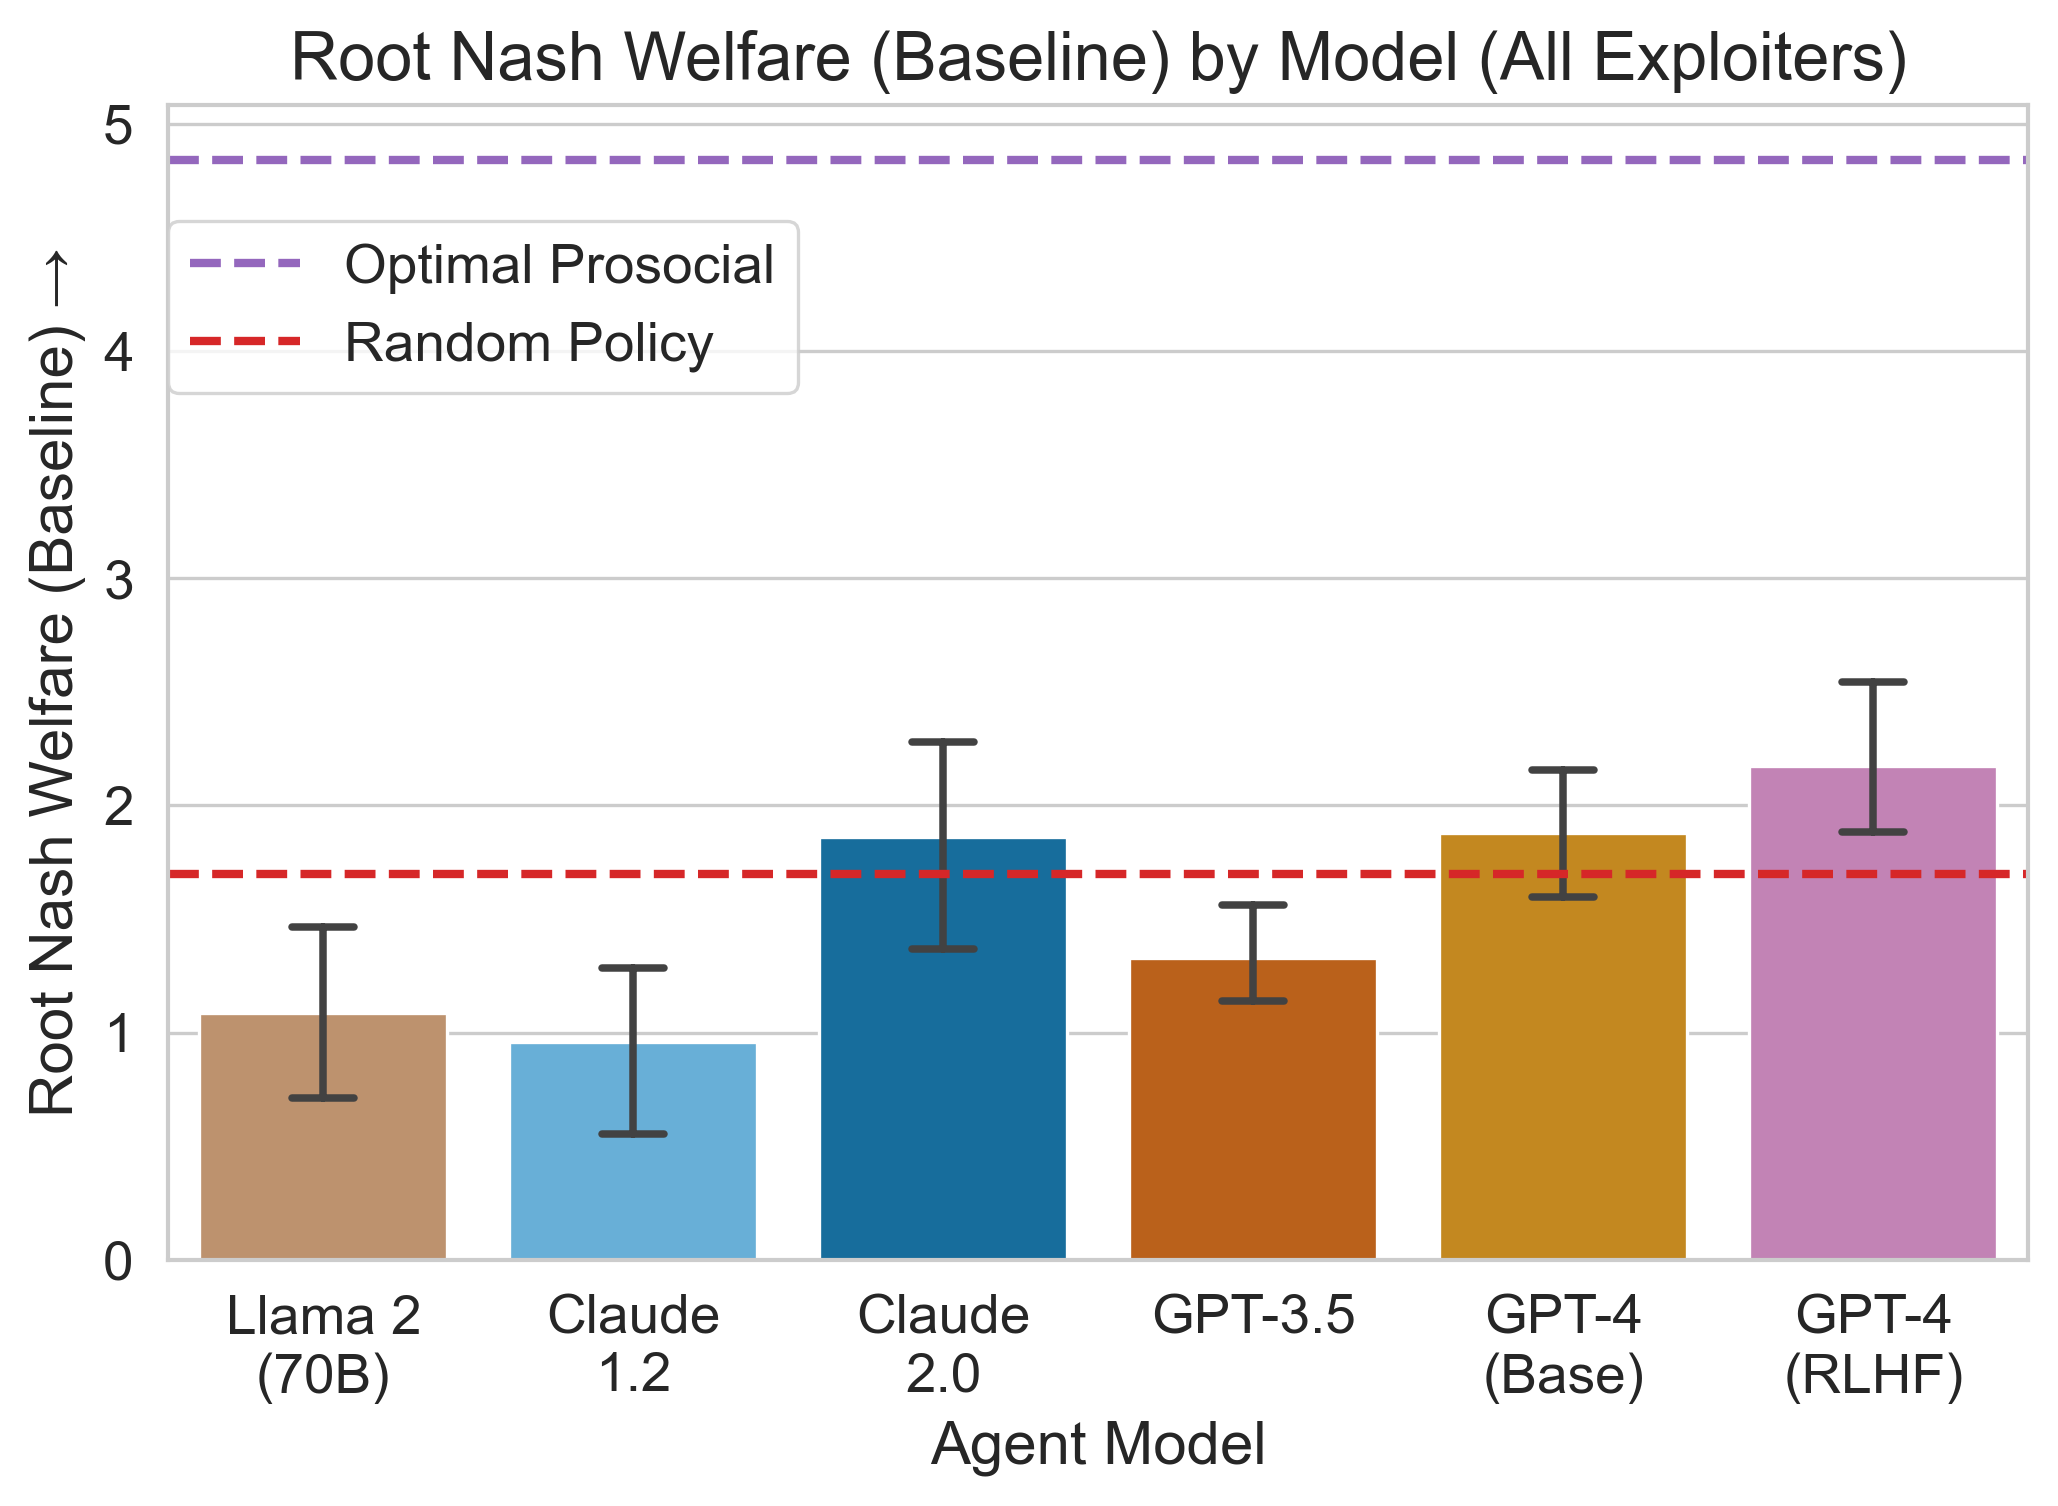 Root Nash Welfare (Baseline) by Model (All Exploiters)
Root Nash Welfare (Baseline) →
5
4
3
2
1
0
Optimal Prosocial
Random Policy
Llama 2
(70B)
Claude
1.2
Claude
2.0
GPT-3.5
GPT-4
(Base)
GPT-4
(RLHF)
Agent Model